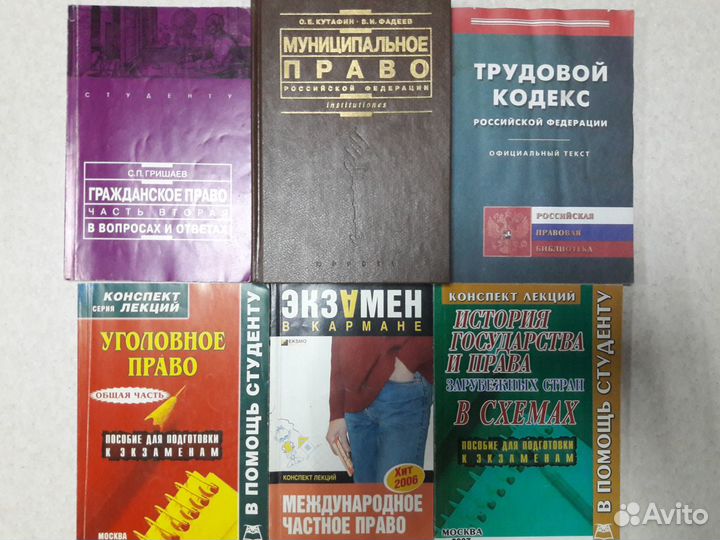 СТУДЕНТУ
С.П. ГРИШАЕВ
ГРАЖДАНСКОЕ ПРАВО
ЧАСТЬ ВТОРАЯ
В ВОПРОСАХ И ОТВЕТАХ
О.Е. КУТАФИН • В.И. ФАДЕЕВ
МУНИЦИПАЛЬНОЕ
ПРАВО
РОССИЙСКОЙ ФЕДЕРАЦИИ
institutiones
ЮРИСТЪ
ТРУДОВОЙ
КОДЕКС
РОССИЙСКОЙ ФЕДЕРАЦИИ
ОФИЦИАЛЬНЫЙ ТЕКСТ
РОССИЙСКАЯ
ПРАВОВАЯ
БИБЛИОТЕКА
КОНСПЕКТ
СЕРИЯ ЛЕКЦИЙ
УГОЛОВНОЕ
ПРАВО
ОБЩАЯ ЧАСТЬ
ПОСОБИЕ ДЛЯ ПОДГОТОВКИ
К ЭКЗАМЕНАМ
МОСКВА
В ПОМОЩЬ СТУДЕНТУ
ЭКЗАМЕН
В КАРМАНЕ
ЭКСМО
КОНСПЕКТ ЛЕКЦИЙ
Хит
2006
МЕЖДУНАРОДНОЕ
ЧАСТНОЕ ПРАВО
КОНСПЕКТ ЛЕКЦИЙ
ИСТОРИЯ
ГОСУДАРСТВА
И ПРАВА
ЗАРУБЕЖНЫХ СТРАН
В СХЕМАХ
ПОСОБИЕ ДЛЯ ПОДГОТОВКИ
К ЭКЗАМЕНАМ
МОСКВА
В ПОМОЩЬ СТУДЕНТУ
Avito